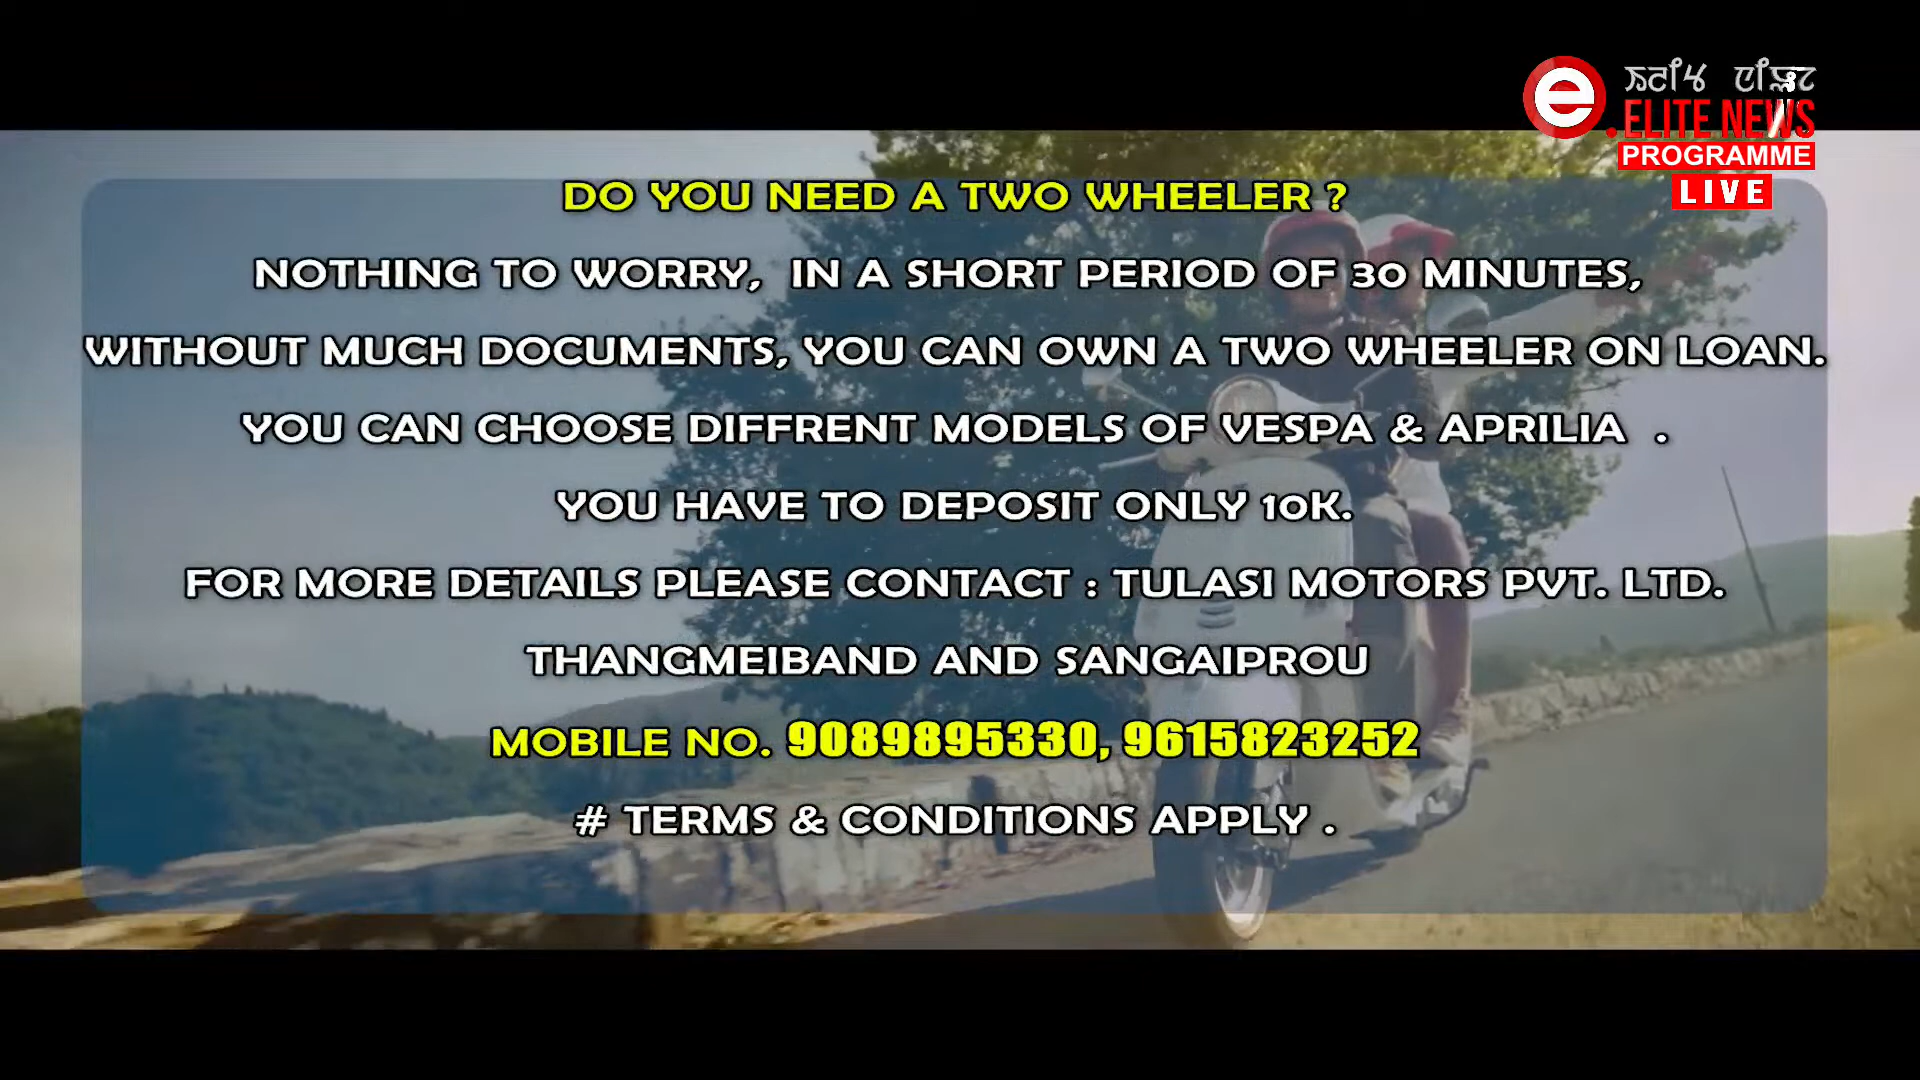 ꯏꯂꯥꯏꯠ
ELITE NEWS
PROGRAMME
LIVE
DO YOU NEED A TWO WHEELER ?
NOTHING TO WORRY, IN A SHORT PERIOD OF 30 MINUTES,
WITHOUT MUCH DOCUMENTS, YOU CAN OWN A TWO WHEELER ON LOAN.
YOU CAN CHOOSE DIFFRENT MODELS OF VESPA & APRILIA .
YOU HAVE TO DEPOSIT ONLY 10K.
FOR MORE DETAILS PLEASE CONTACT : TULASI MOTORS PVT. LTD.
THANGMEIBAND AND SANGAIPROU
MOBILE NO. 9089895330, 9615823252
# TERMS & CONDITIONS APPLY .